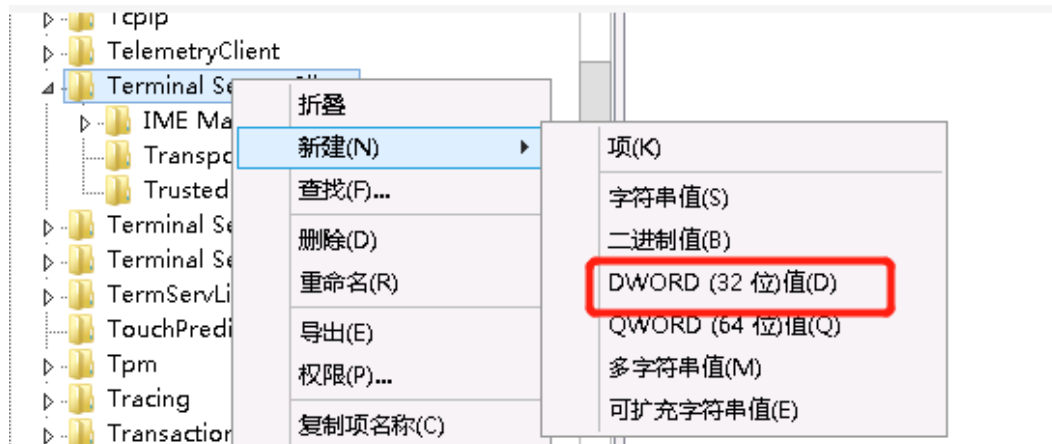 Tcpip
TelemetryClient
Terminal Se
IME Ma
Transpo
Trusted
Terminal Se
Terminal Se
TermServLi
TouchPredi
Tpm
Tracing
Transaction
折叠
新建(N)
查找(F)...
删除(D)
重命名(R)
导出(E)
权限(P)...
复制项名称(C)
项(K)
字符串值(S)
二进制值(B)
DWORD (32 位)值(D)
QWORD (64 位)值(Q)
多字符串值(M)
可扩充字符串值(E)